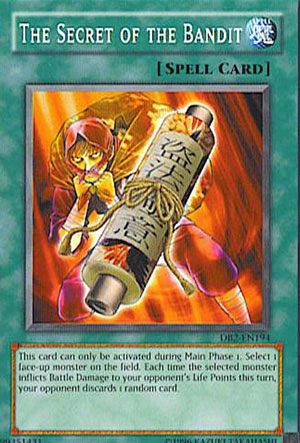 The Secret of the Bandit
[Spell Card]
DB2-EN194
This card can only be activated during Main Phase 1. Select 1
face-up monster on the field. Each time the selected monster
inflicts Battle Damage to your opponent's Life Points this turn,
your opponent discards 1 random card.
©1996 KAZUKI TAKAHASHI